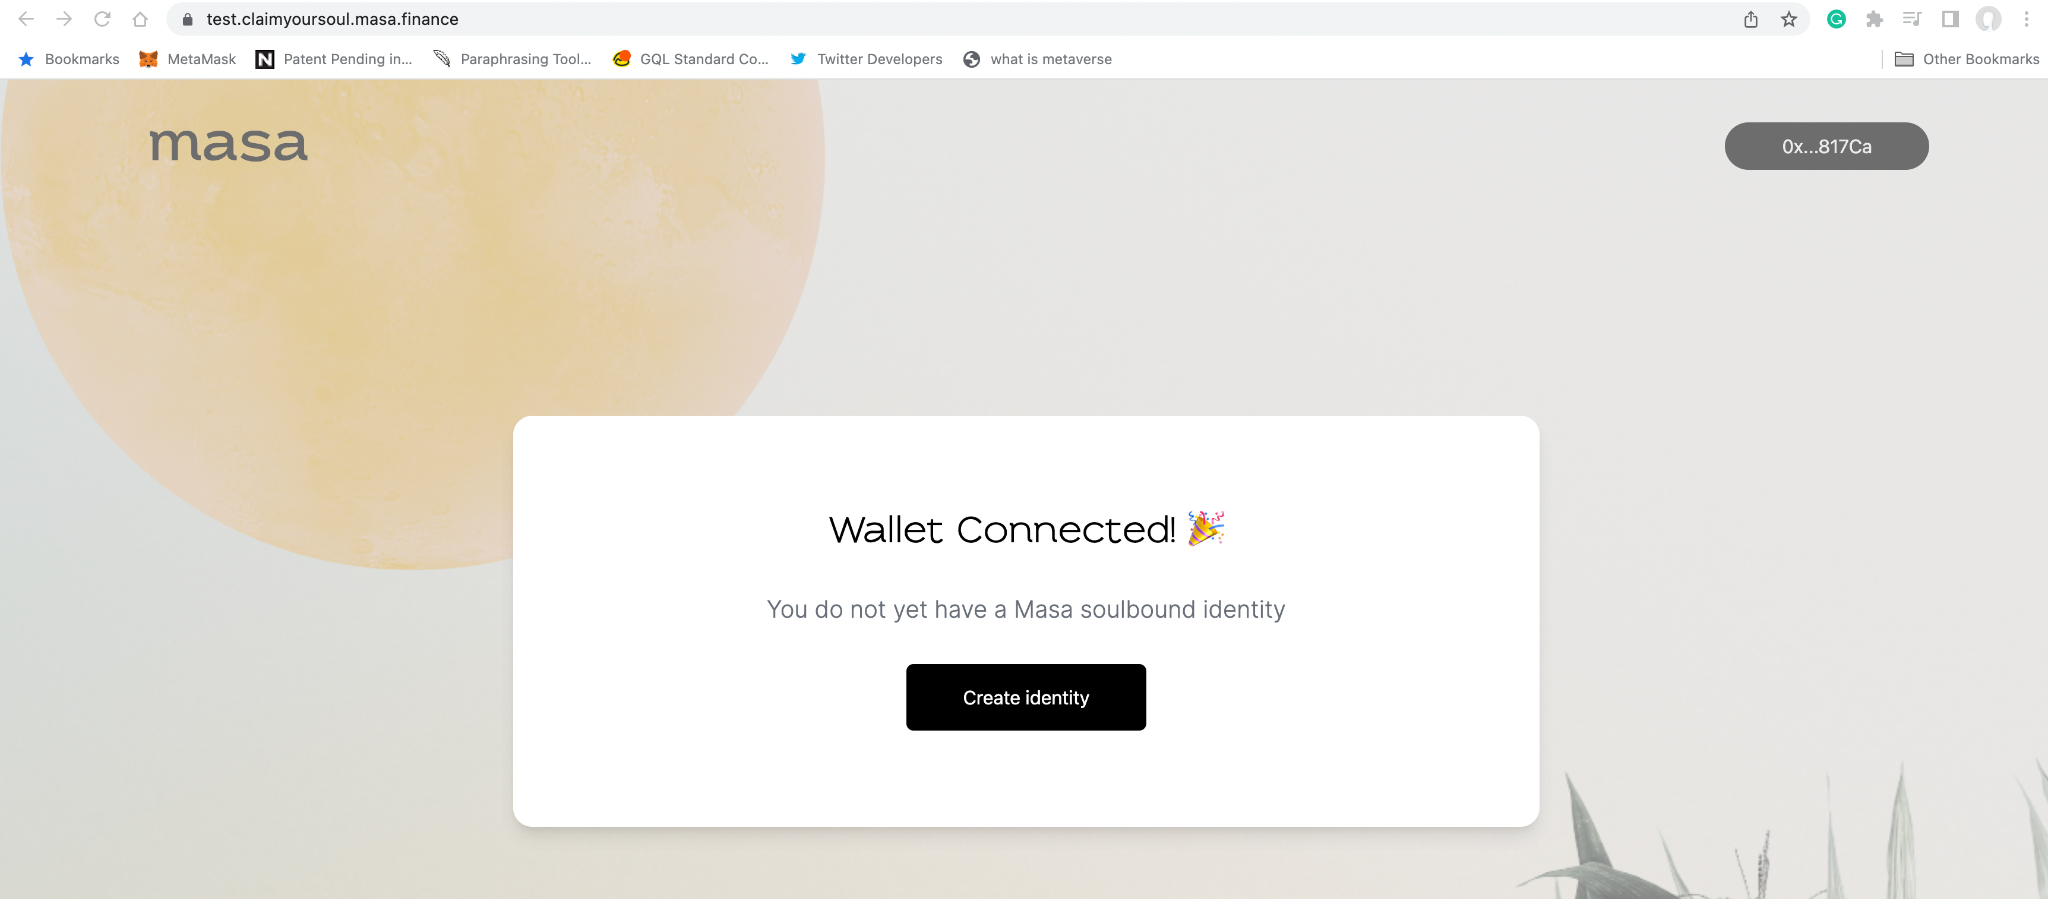 test.claimyoursoul.masa.finance
Bookmarks MetaMask Patent Pending in... Paraphrasing Tool... GQL Standard Co... Twitter Developers what is metaverse Other Bookmarks
masa
0x...817Ca
Wallet Connected! 🎉
You do not yet have a Masa soulbound identity
Create identity